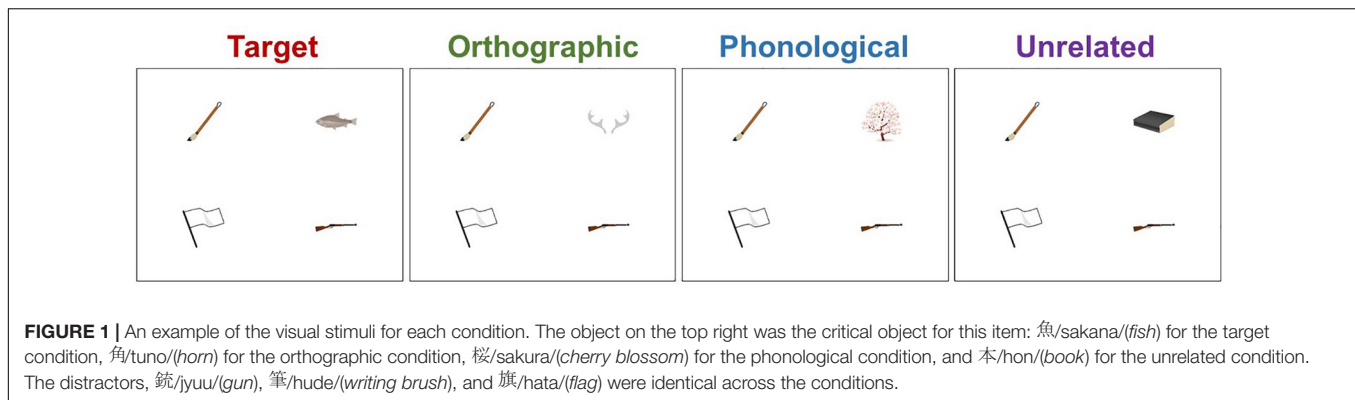 Target Orthographic Phonological Unrelated
FIGURE 1 | An example of the visual stimuli for each condition. The object on the top right was the critical object for this item: 魚/sakana/(fish) for the target
condition, 角/tuno/(horn) for the orthographic condition, 桜/sakura/(cherry blossom) for the phonological condition, and 本/hon/(book) for the unrelated condition.
The distractors, 銃/jyuu/(gun), 筆/hude/(writing brush), and 旗/hata/(flag) were identical across the conditions.